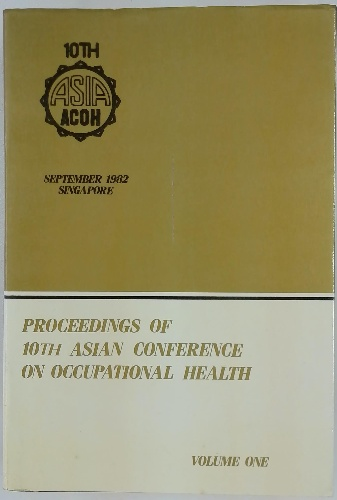 10TH
ASIA
ACOH
SEPTEMBER 1982
SINGAPORE
PROCEEDINGS OF
10TH ASIAN CONFERENCE
ON OCCUPATIONAL HEALTH
VOLUME ONE